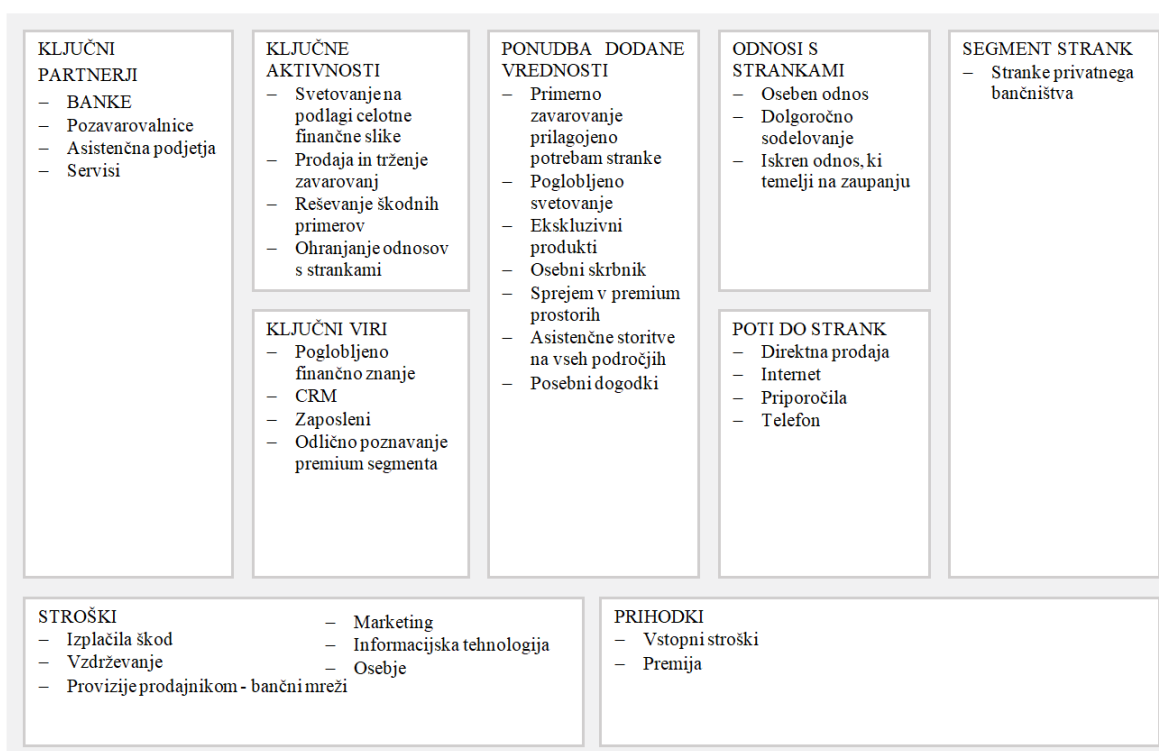 KLJUČNI
PARTNERJI
– BANKE
– Pozavarovalnice
– Asistenčna podjetja
– Servisi
KLJUČNE
AKTIVNOSTI
– Svetovanje na
podlagi celotne
finančne slike
– Prodaja in trženje
zavarovanj
– Reševanje škodnih
primerov
– Ohranjanje odnosov
s strankami
KLJUČNI VIRI
– Poglobljeno
finančno znanje
– CRM
– Zaposleni
– Odlično poznavanje
premium segmenta
PONUDBA DODANE
VREDNOSTI
– Primerno
zavarovanje
prilagojeno
potrebam stranke
– Poglobljeno
svetovanje
– Ekskluzivni
produkti
– Osebni skrbnik
– Sprejem v premium
prostorih
– Asistenčne storitve
na vseh področjih
– Posebni dogodki
ODNOSI S
STRANKAMI
– Oseben odnos
– Dolgoročno
sodelovanje
– Iskren odnos, ki
temelji na zaupanju
POTI DO STRANK
– Direktna prodaja
– Internet
– Priporočila
– Telefon
SEGMENT STRANK
– Stranke privatnega
bančništva
STROŠKI
– Izplačila škod
– Vzdrževanje
– Provizije prodajnikom - bančni mreži
– Marketing
– Informacijska tehnologija
– Osebje
PRIHODKI
– Vstopni stroški
– Premija